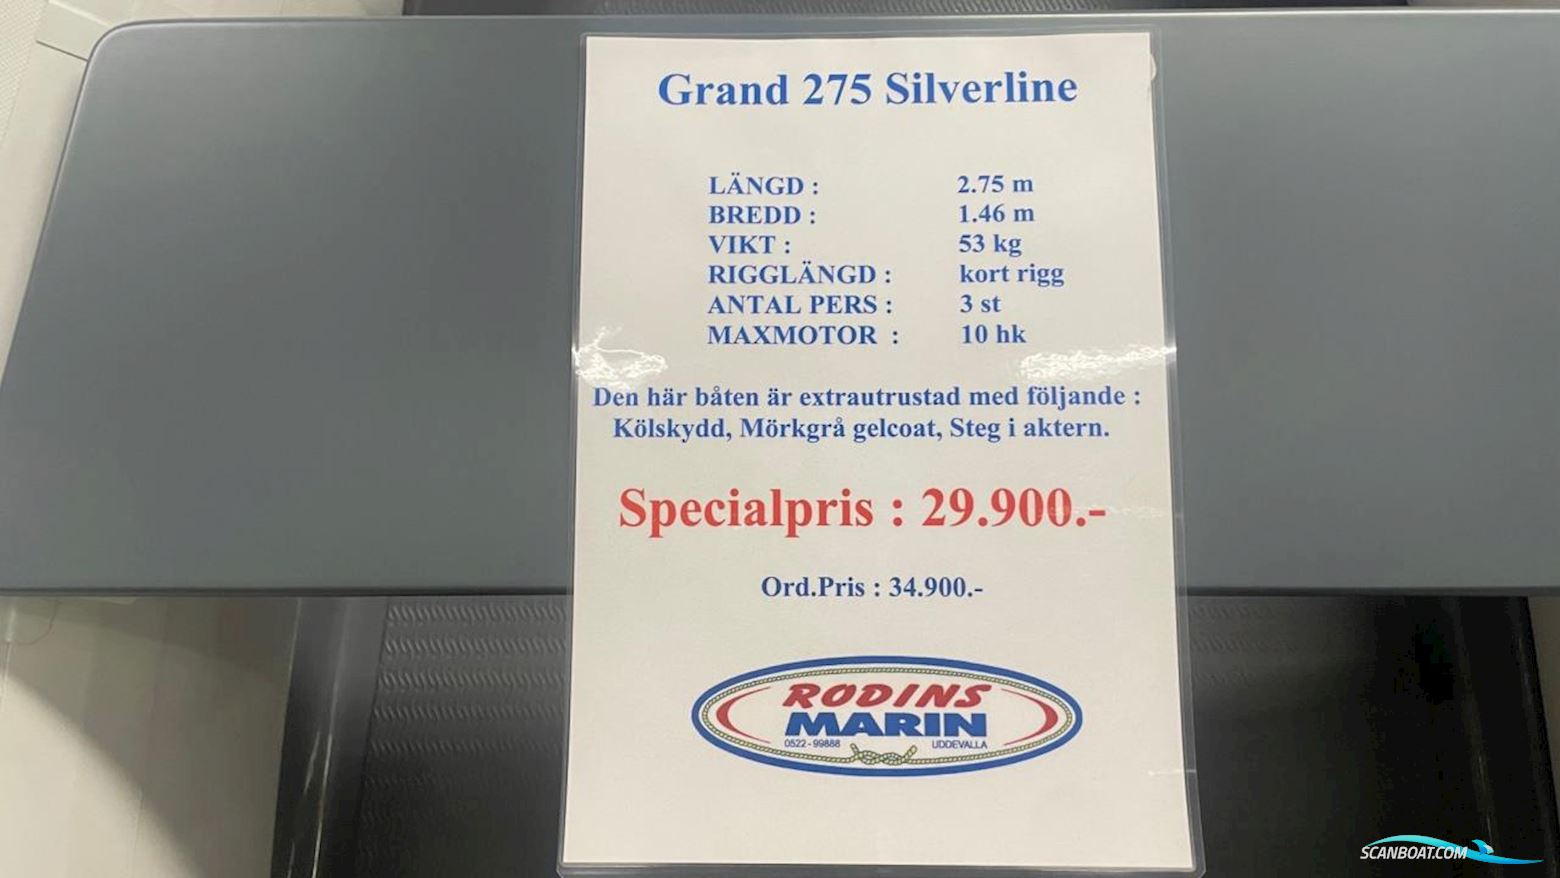 Grand 275 Silverline
LÄNGD : 2.75 m
BREDD : 1.46 m
VIKT : 53 kg
RIGGLÄNGD : kort rigg
ANTAL PERS : 3 st
MAXMOTOR : 10 hk
Den här båten är extrautrustad med följande :
Kölskydd, Mörkgrå gelcoat, Steg i aktern.
Specialpris : 29.900.-
Ord.Pris : 34.900.-
RODINS
MARIN
0522 - 99888 UDDEVALLA
SCANBOAT.COM